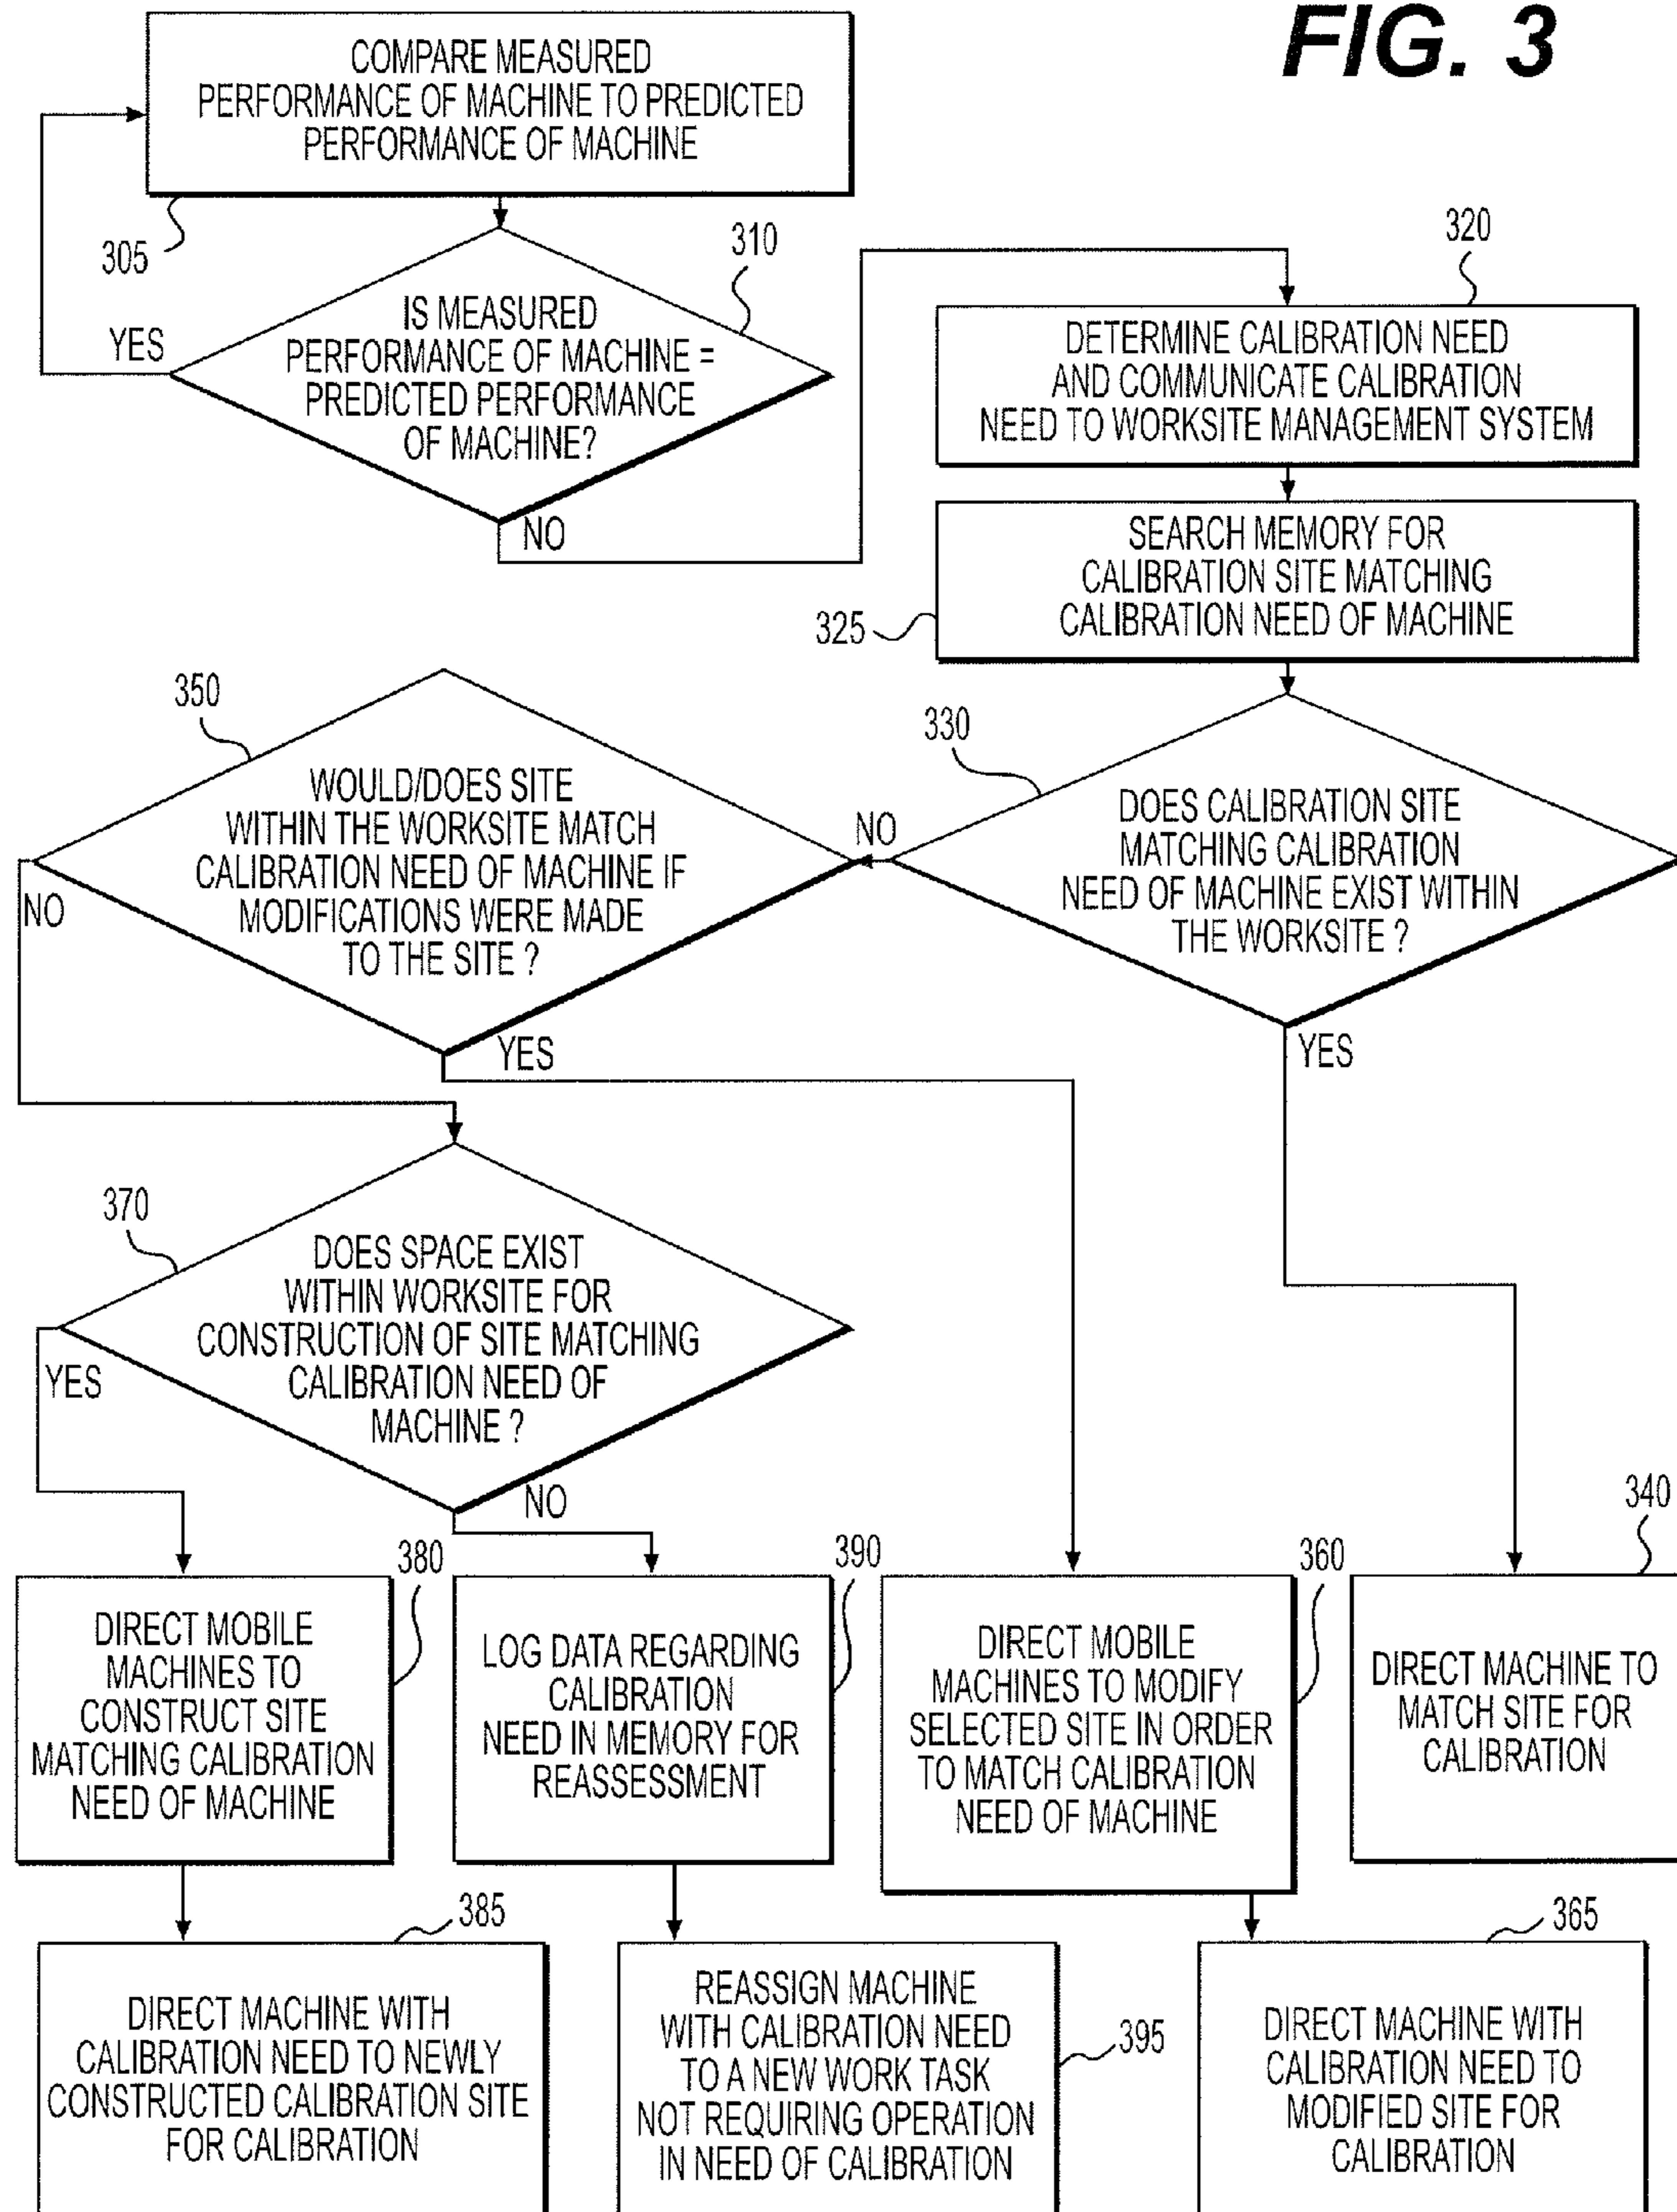 FIG. 3
COMPARE MEASURED
PERFORMANCE OF MACHINE TO PREDICTED
PERFORMANCE OF MACHINE
305
310
IS MEASURED
PERFORMANCE OF MACHINE =
PREDICTED PERFORMANCE
OF MACHINE?
YES
NO
320
DETERMINE CALIBRATION NEED
AND COMMUNICATE CALIBRATION
NEED TO WORKSITE MANAGEMENT SYSTEM
SEARCH MEMORY FOR
CALIBRATION SITE MATCHING
CALIBRATION NEED OF MACHINE
325
330
DOES CALIBRATION SITE
MATCHING CALIBRATION
NEED OF MACHINE EXIST WITHIN
THE WORKSITE ?
NO
YES
350
WOULD/DOES SITE
WITHIN THE WORKSITE MATCH
CALIBRATION NEED OF MACHINE IF
MODIFICATIONS WERE MADE
TO THE SITE ?
NO
YES
370
DOES SPACE EXIST
WITHIN WORKSITE FOR
CONSTRUCTION OF SITE MATCHING
CALIBRATION NEED OF
MACHINE ?
YES
NO
380
DIRECT MOBILE
MACHINES TO
CONSTRUCT SITE
MATCHING CALIBRATION
NEED OF MACHINE
390
LOG DATA REGARDING
CALIBRATION
NEED IN MEMORY FOR
REASSESSMENT
360
DIRECT MOBILE
MACHINES TO MODIFY
SELECTED SITE IN ORDER
TO MATCH CALIBRATION
NEED OF MACHINE
340
DIRECT MACHINE TO
MATCH SITE FOR
CALIBRATION
385
DIRECT MACHINE WITH
CALIBRATION NEED TO NEWLY
CONSTRUCTED CALIBRATION SITE
FOR CALIBRATION
REASSIGN MACHINE
WITH CALIBRATION NEED
TO A NEW WORK TASK
NOT REQUIRING OPERATION
IN NEED OF CALIBRATION
395
365
DIRECT MACHINE WITH
CALIBRATION NEED TO
MODIFIED SITE FOR
CALIBRATION